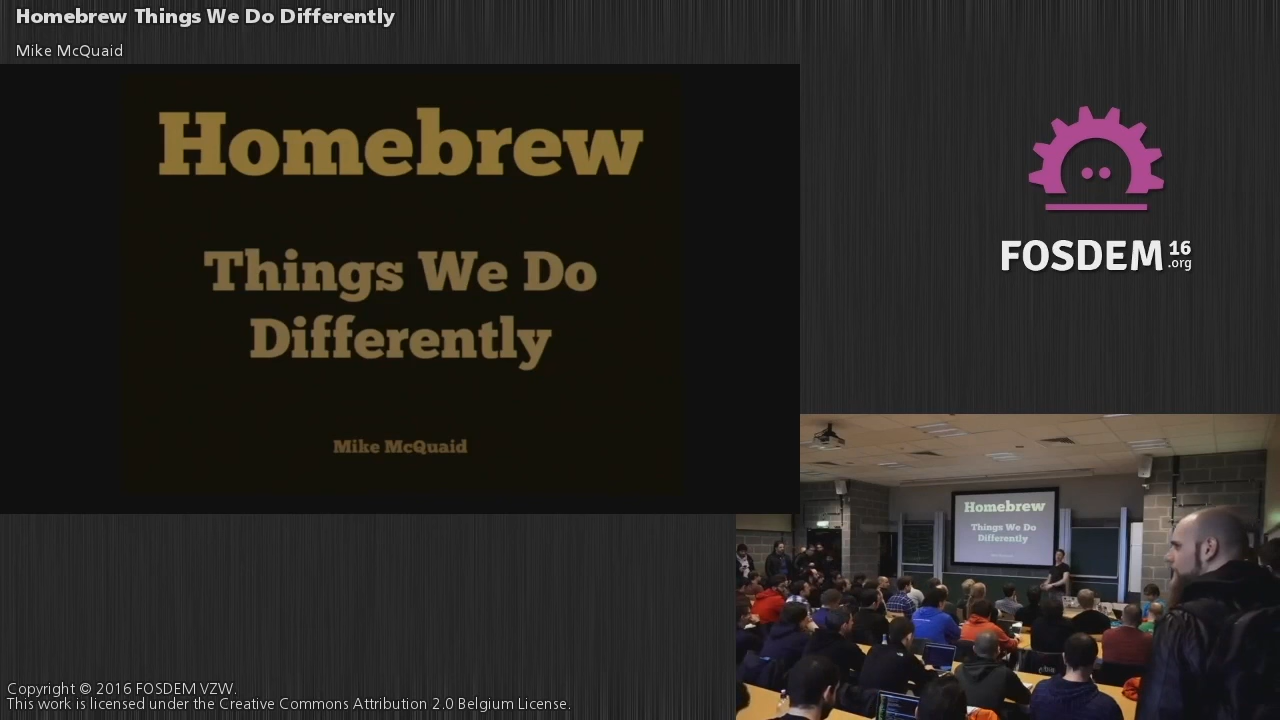 Homebrew Things We Do Differently
Mike McQuaid
Homebrew
Things We Do
Differently
Mike McQuaid
FOSDEM 16
.org
Homebrew
Things We Do
Differently
Copyright © 2016 FOSDEM VZW.
This work is licensed under the Creative Commons Attribution 2.0 Belgium License.